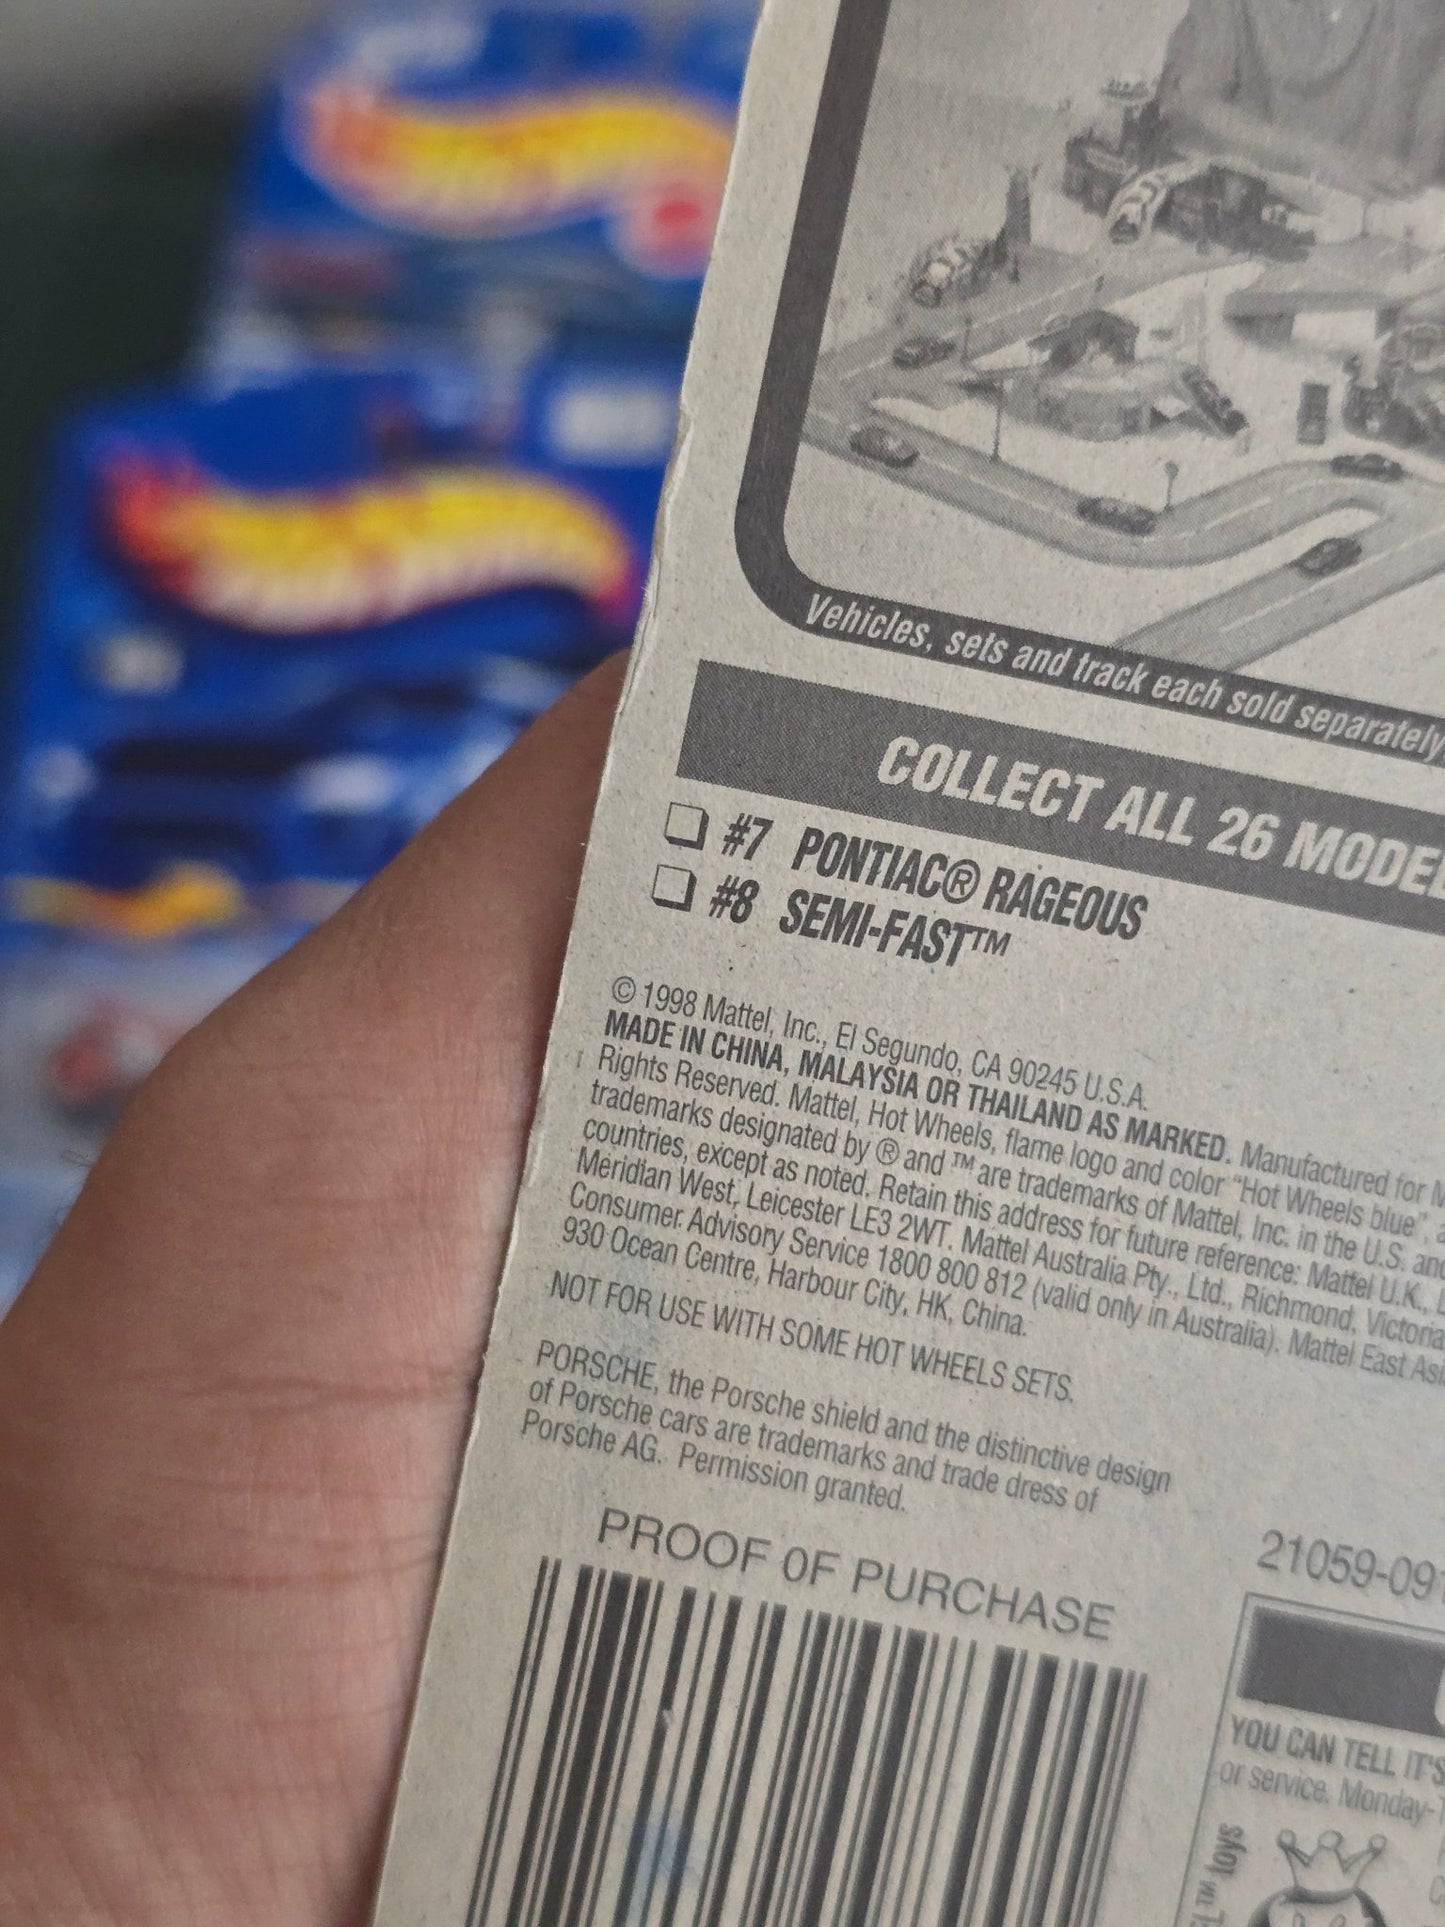 Vehicles, sets and track each sold separately.
COLLECT ALL 26
#7 PONTIAC® RAGEOUS
#8 SEMI-FAST™
© 1998 Mattel, Inc., El Segundo, CA 90245 U.S.A.
MADE IN CHINA, MALAYSIA OR THAILAND AS MARKED. Manufactured for
Rights Reserved. Mattel, Hot Wheels, flame logo and color "Hot Wheels blue",
trademarks designated by ® and ™ are trademarks of Mattel, Inc. in the U.S. and
countries, except as noted. Retain this address for future reference: Mattel U.K.,
Meridian West, Leicester LE3 2WT. Mattel Australia Pty., Ltd., Richmond, Victoria
Consumer Advisory Service 1800 800 812 (valid only in Australia). Mattel East
930 Ocean Centre, Harbour City, HK, China.
NOT FOR USE WITH SOME HOT WHEELS SETS.
PORSCHE, the Porsche shield and the distinctive design
of Porsche cars are trademarks and trade dress of
Porsche AG. Permission granted.
PROOF OF PURCHASE
21059-091
YOU CAN TELL IT'S
or service. Monday-
toys